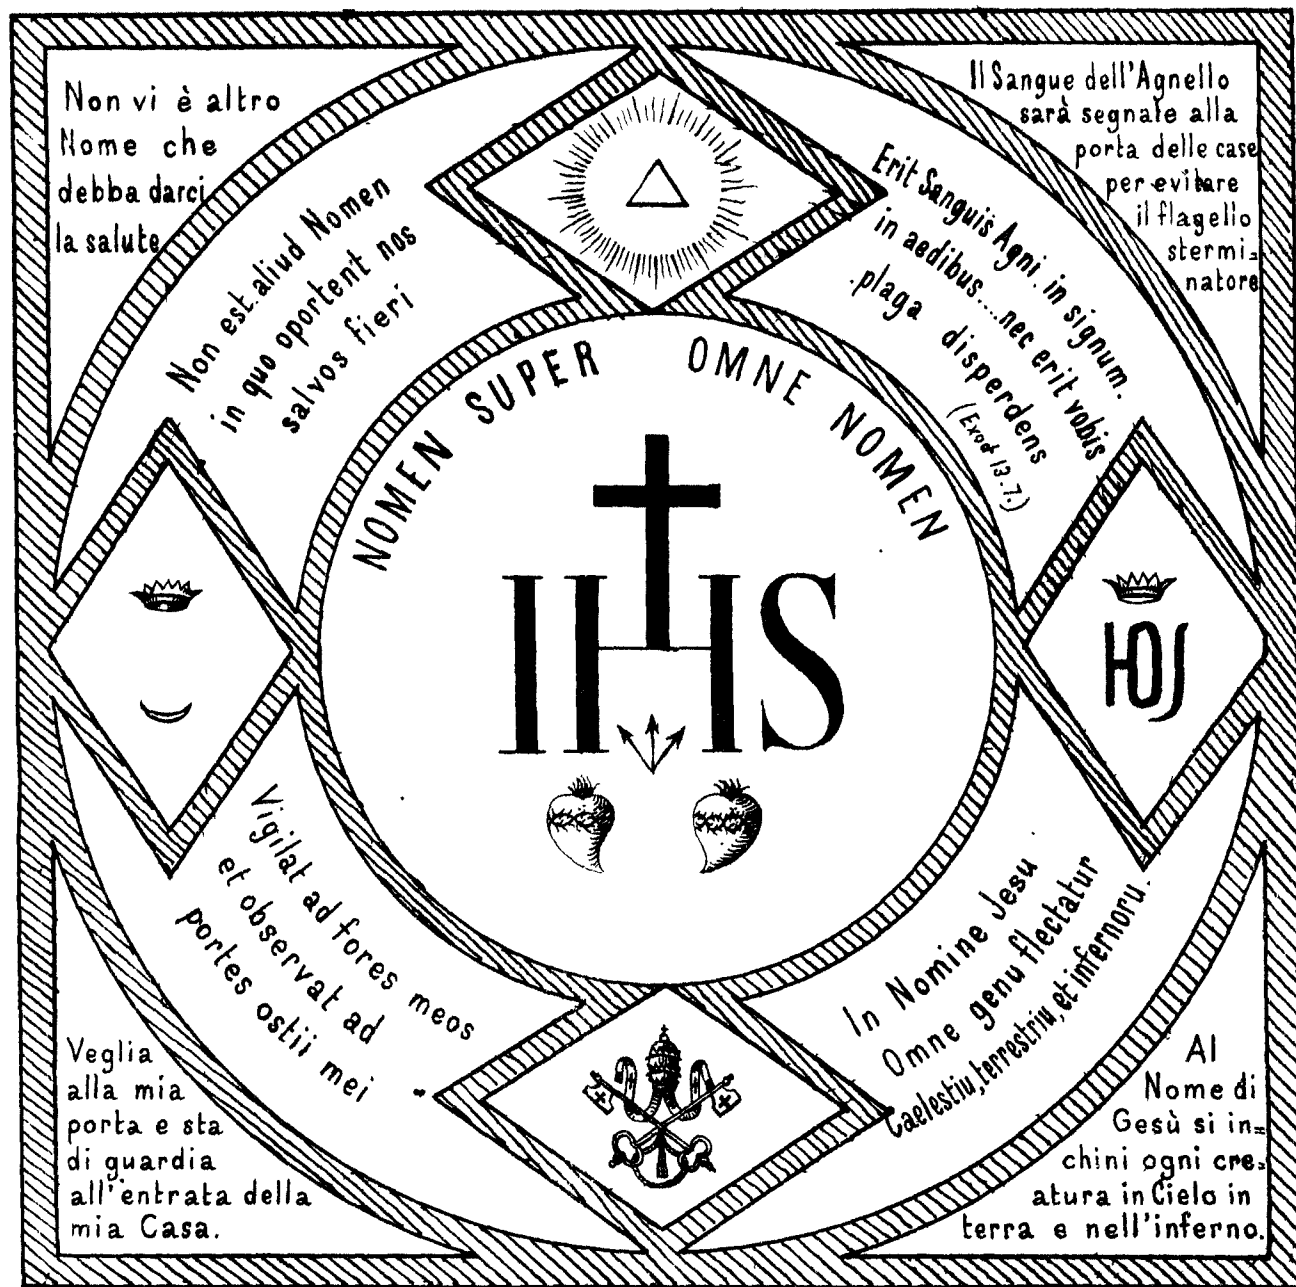 Non vi è altro
Nome che
debba darci
la salute
Il Sangue dell'Agnello
sarà segnale alla
porta delle case
per evitare
il flagello
stermi=
natore
Non est aliud Nomen
in quo oportent nos
salvos fieri
Erit Sanguis Agni in signum.
in aedibus....nec erit vobis
plaga disperdens
(Exod 13.7.)
NOMEN SUPER OMNE NOMEN
IHS
Vigilat ad fores meos
et observat ad
portes ostii mei
In Nomine Jesu
Omne genu flectatur
Caelestiu, terrestriu, et infernoru.
Veglia
alla mia
porta e sta
di guardia
all'entrata della
mia Casa.
Al
Nome di
Gesù si in=
chini ogni cre=
atura in Cielo in
terra e nell'inferno.